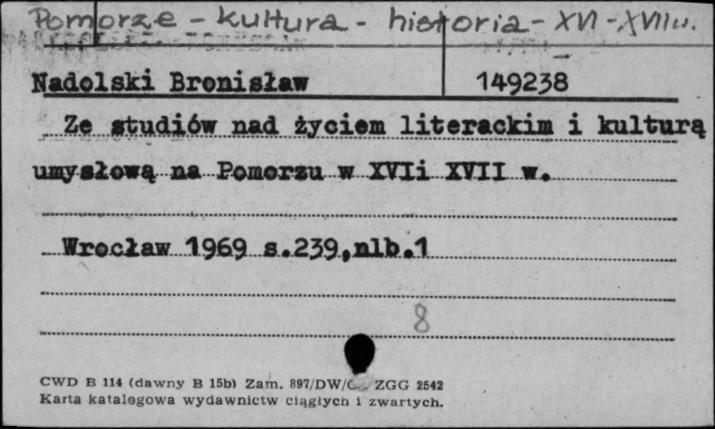 Pomorze - kultura - historia - XVI - XVII w.
Nadolski Bronisław 149238
Ze studiów nad życiem literackim i kulturą
umysłową na Pomorzu w XVIi XVII w.
Wrocław 1969 s.239,nlb.1
8
CWD B 114 (dawny B 15b) Zam. 897/DW/ ZGG 2542
Karta katalogowa wydawnictw ciągłych i zwartych.